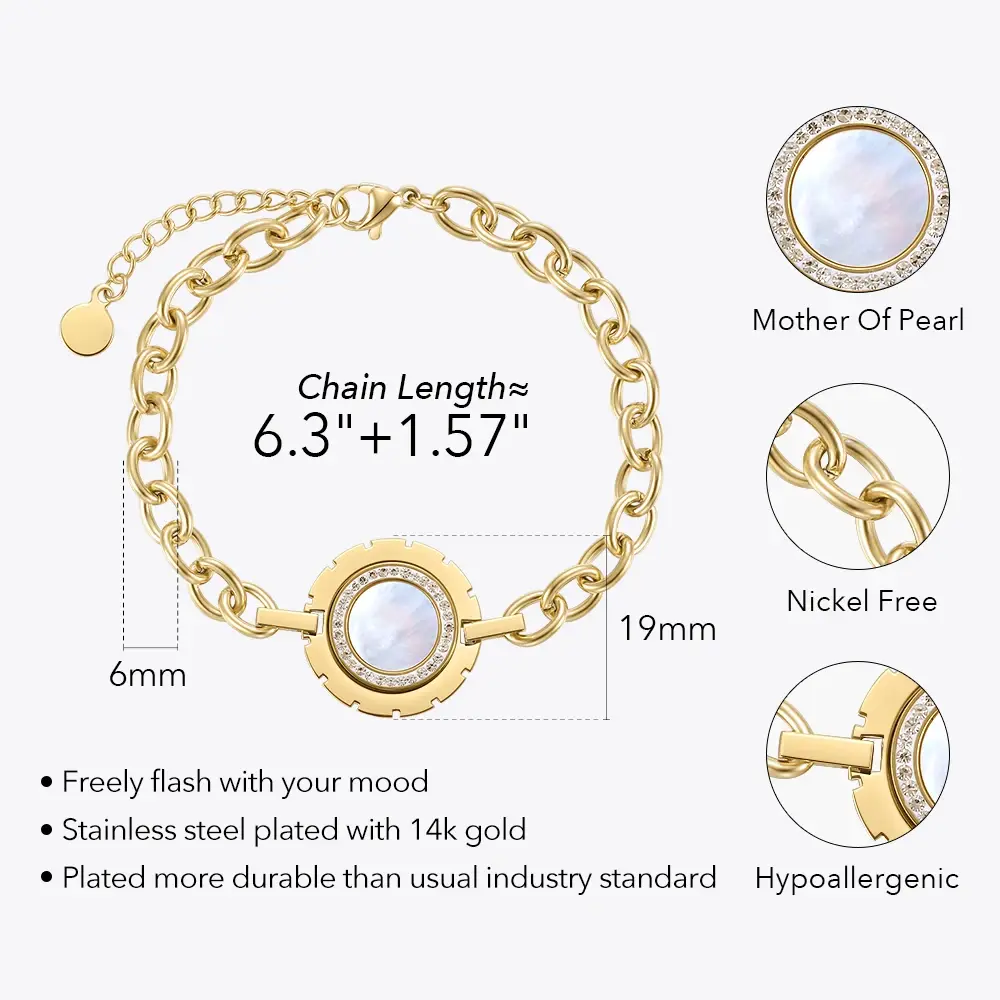 Chain Length≈
6.3"+1.57"
6mm
19mm
Mother Of Pearl
Nickel Free
Hypoallergenic
• Freely flash with your mood
• Stainless steel plated with 14k gold
• Plated more durable than usual industry standard